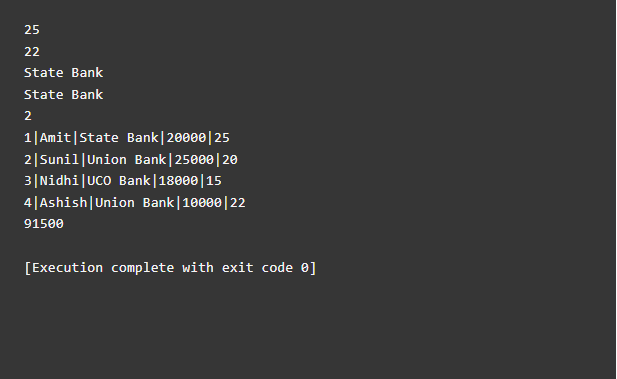 25
22
State Bank
State Bank
2
1|Amit|State Bank|20000|25
2|Sunil|Union Bank|25000|20
3|Nidhi|UCO Bank|18000|15
4|Ashish|Union Bank|10000|22
91500
[Execution complete with exit code 0]